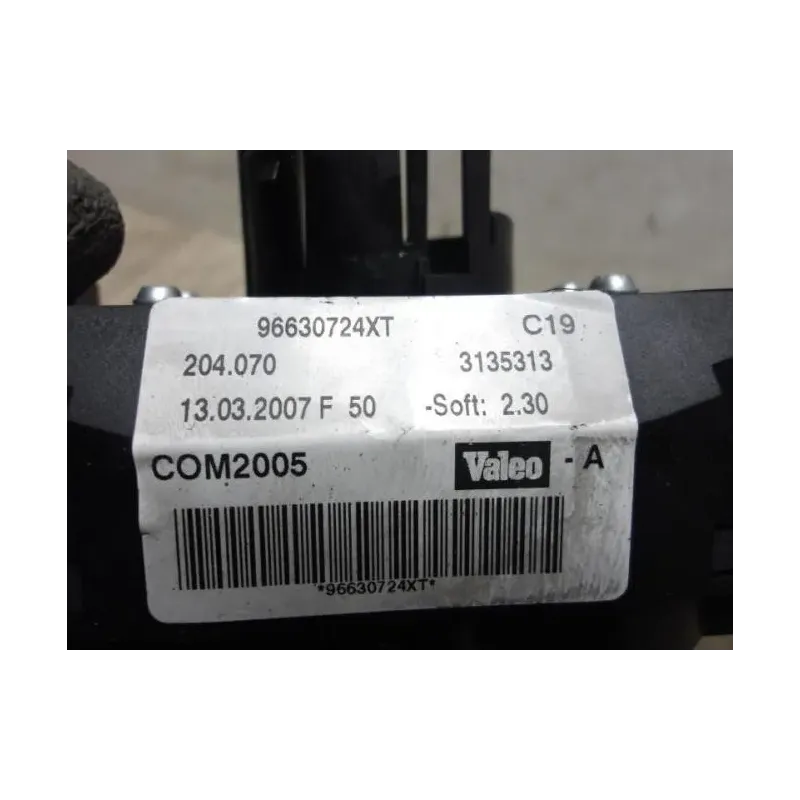 96630724XT C19
204.070 3135313
13.03.2007 F 50 -Soft: 2.30
COM2005 Valeo - A
*96630724XT*